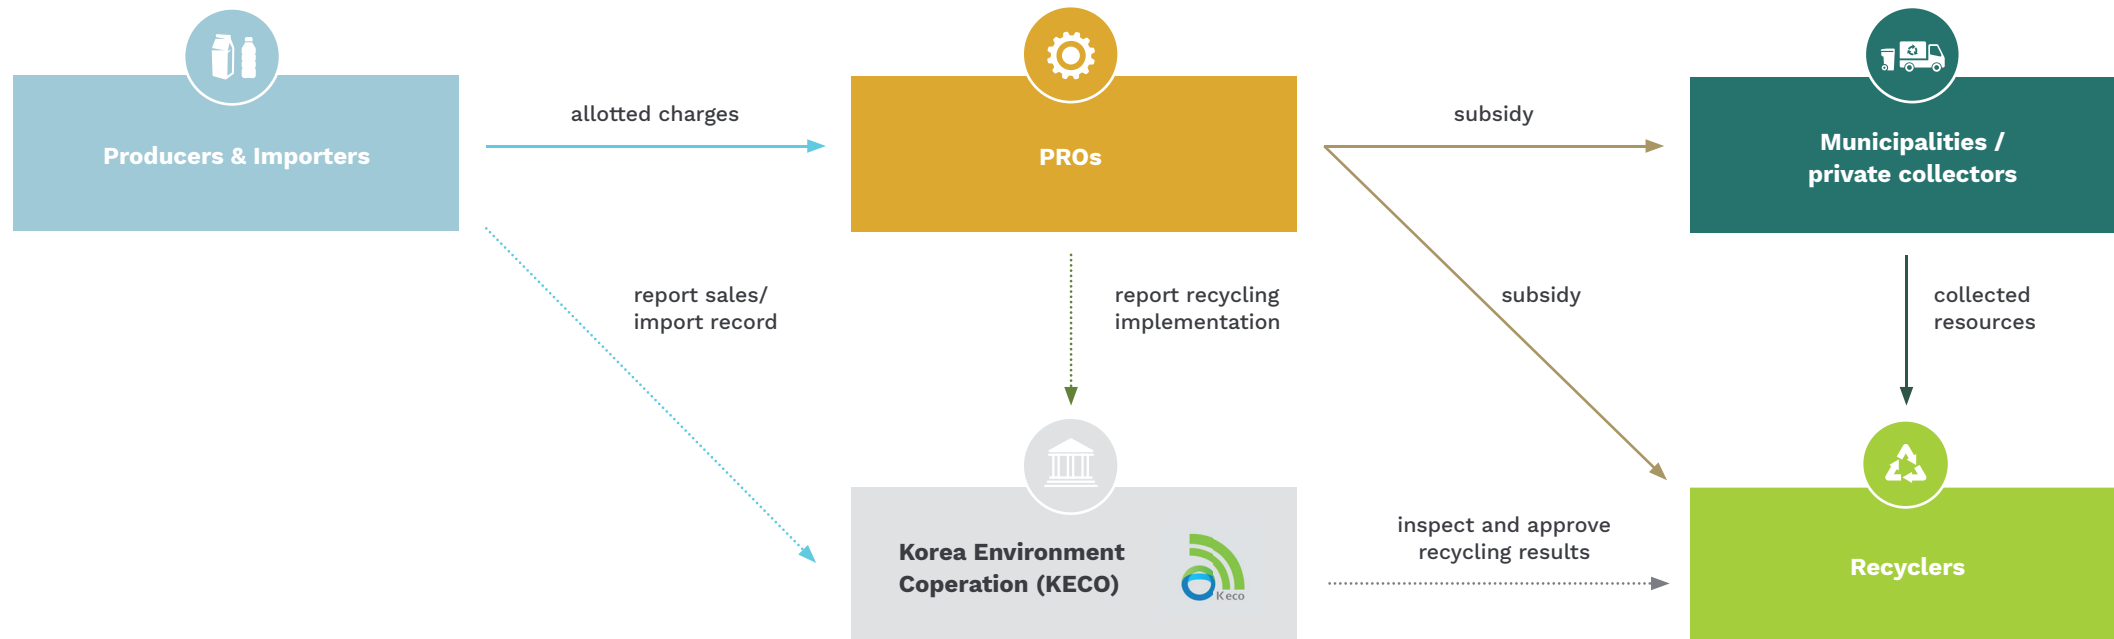 allotted charges
subsidy
Producers & Importers
PROs
Municipalities /
private collectors
report sales/
import record
report recycling
implementation
subsidy
collected
resources
Korea Environment
Coperation (KECO)
Keco
inspect and approve
recycling results
Recyclers